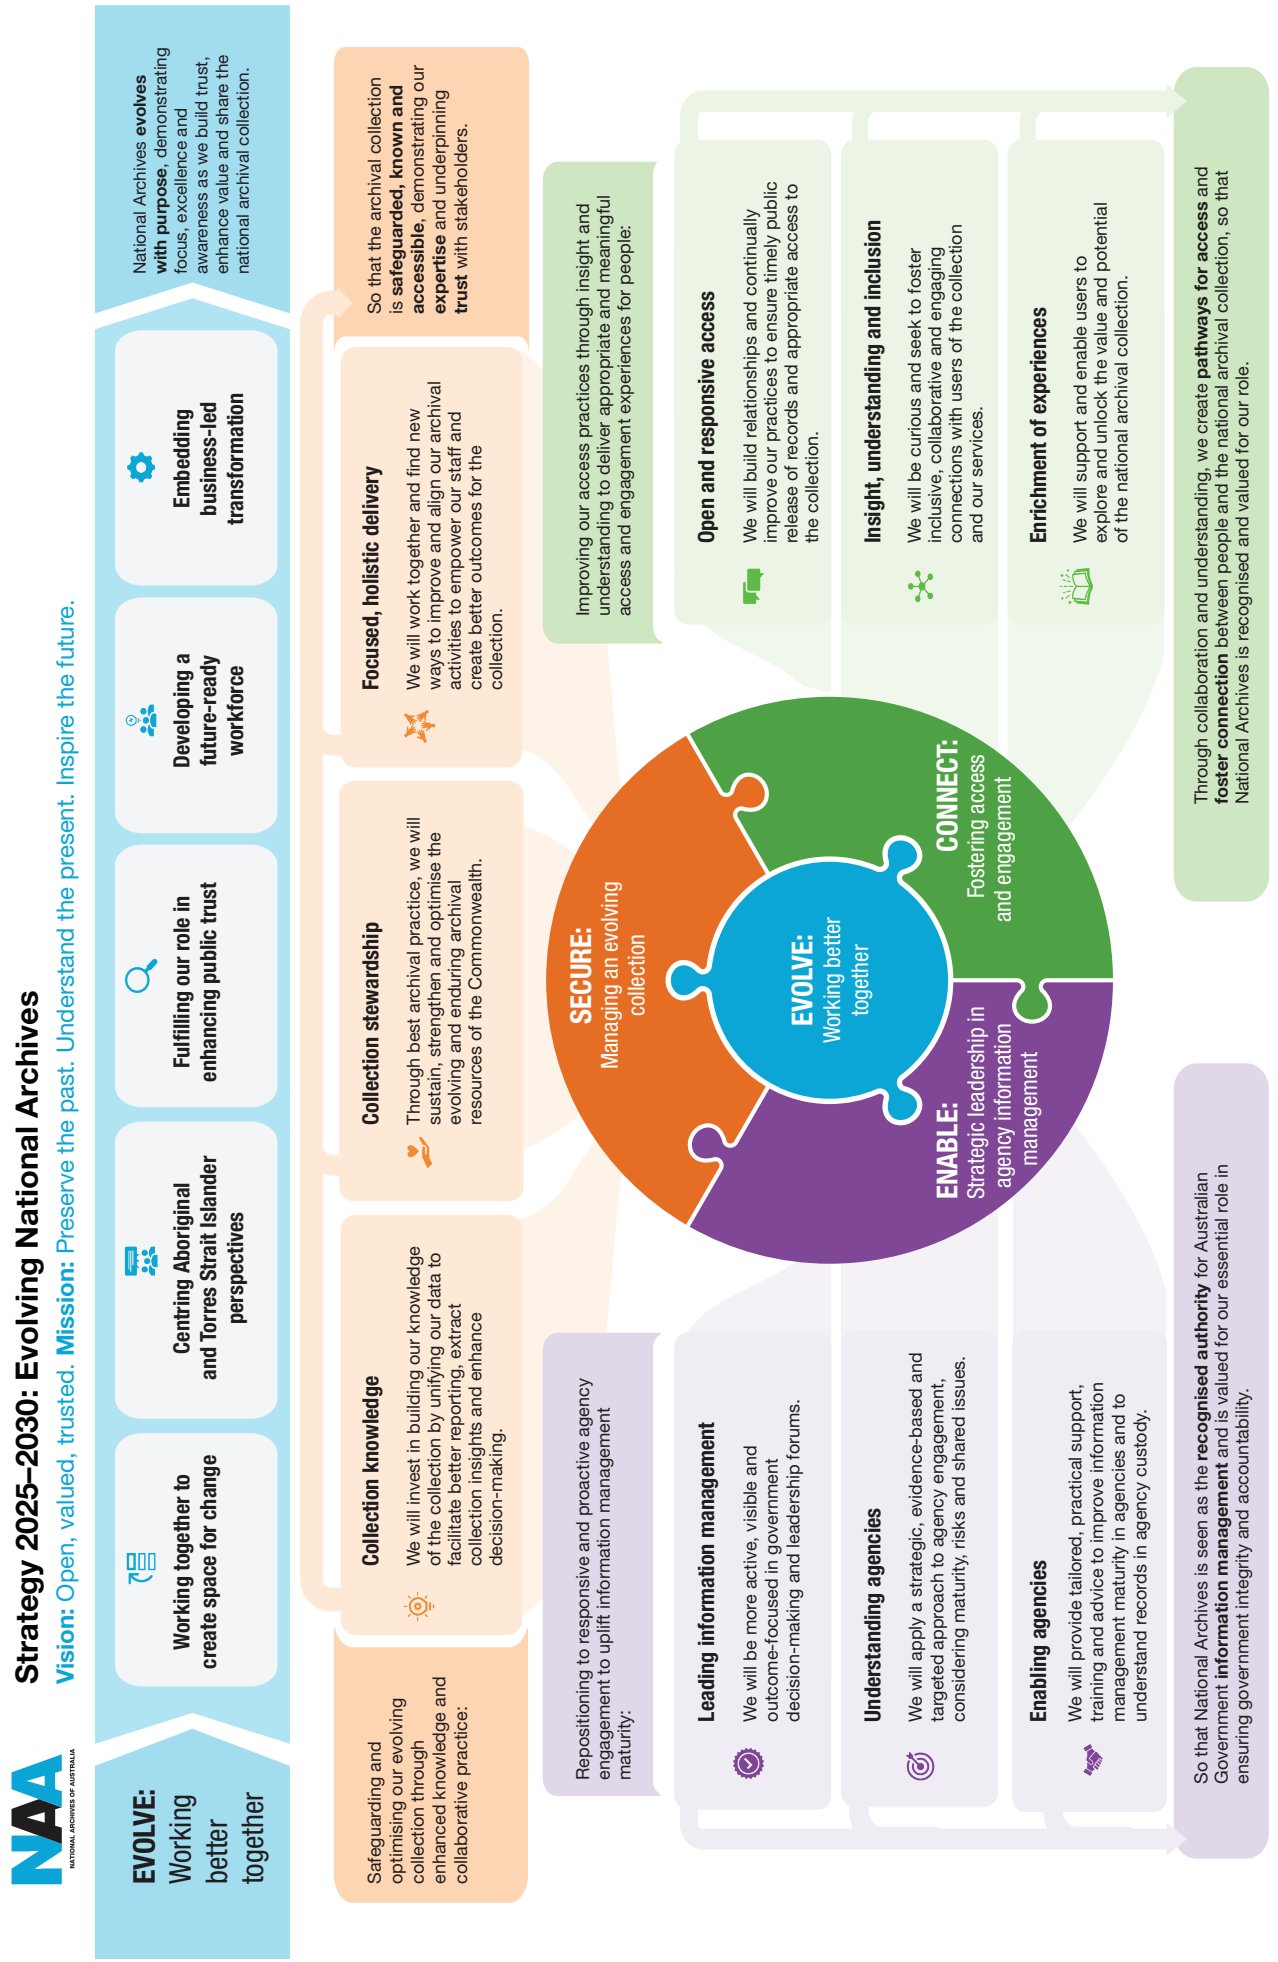 NAA
NATIONAL ARCHIVES OF AUSTRALIA
Strategy 2025–2030: Evolving National Archives
Vision: Open, valued, trusted. Mission: Preserve the past. Understand the present. Inspire the future.
EVOLVE:
Working
better
together
Working together to
create space for change
Centring Aboriginal
and Torres Strait Islander
perspectives
Fulfilling our role in
enhancing public trust
Developing a
future-ready
workforce
Embedding
business-led
transformation
National Archives evolves
with purpose, demonstrating
focus, excellence and
awareness as we build trust,
enhance value and share the
national archival collection.
Safeguarding and
optimising our evolving
collection through
enhanced knowledge and
collaborative practice:
Collection knowledge
We will invest in building our knowledge
of the collection by unifying our data to
facilitate better reporting, extract
collection insights and enhance
decision-making.
Collection stewardship
Through best archival practice, we will
sustain, strengthen and optimise the
evolving and enduring archival
resources of the Commonwealth.
Focused, holistic delivery
We will work together and find new
ways to improve and align our archival
activities to empower our staff and
create better outcomes for the
collection.
So that the archival collection
is safeguarded, known and
accessible, demonstrating our
expertise and underpinning
trust with stakeholders.
Repositioning to responsive and proactive agency
engagement to uplift information management
maturity:
Leading information management
We will be more active, visible and
outcome-focused in government
decision-making and leadership forums.
Understanding agencies
We will apply a strategic, evidence-based and
targeted approach to agency engagement,
considering maturity, risks and shared issues.
Enabling agencies
We will provide tailored, practical support,
training and advice to improve information
management maturity in agencies and to
understand records in agency custody.
So that National Archives is seen as the recognised authority for Australian
Government information management and is valued for our essential role in
ensuring government integrity and accountability.
SECURE:
Managing an evolving
collection
EVOLVE:
Working better
together
ENABLE:
Strategic leadership in
agency information
management
CONNECT:
Fostering access
and engagement
Improving our access practices through insight and
understanding to deliver appropriate and meaningful
access and engagement experiences for people:
Open and responsive access
We will build relationships and continually
improve our practices to ensure timely public
release of records and appropriate access to
the collection.
Insight, understanding and inclusion
We will be curious and seek to foster
inclusive, collaborative and engaging
connections with users of the collection
and our services.
Enrichment of experiences
We will support and enable users to
explore and unlock the value and potential
of the national archival collection.
Through collaboration and understanding, we create pathways for access and
foster connection between people and the national archival collection, so that
National Archives is recognised and valued for our role.